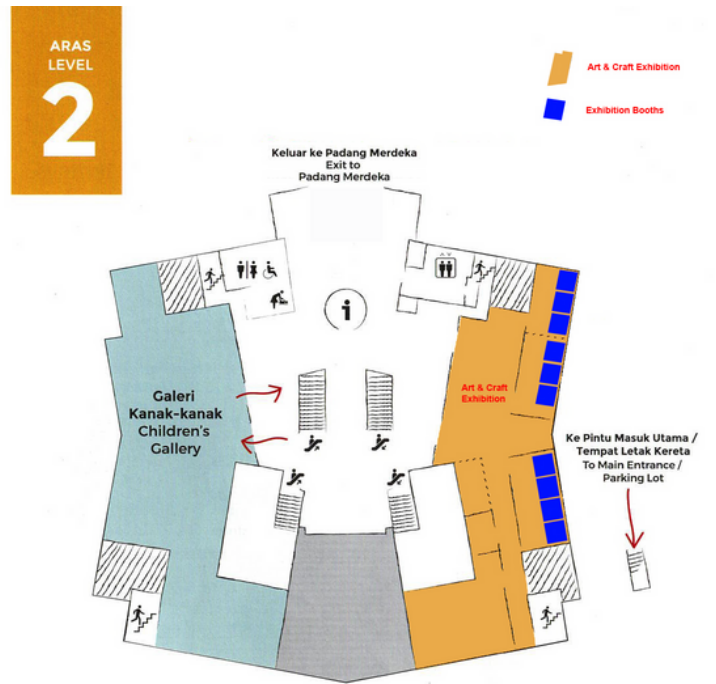 ARAS
LEVEL
2
Art & Craft Exhibition
Exhibition Booths
Keluar ke Padang Merdeka
Exit to
Padang Merdeka
i
Galeri
Kanak-kanak
Children's
Gallery
Art & Craft
Exhibition
Ke Pintu Masuk Utama /
Tempat Letak Kereta
To Main Entrance /
Parking Lot